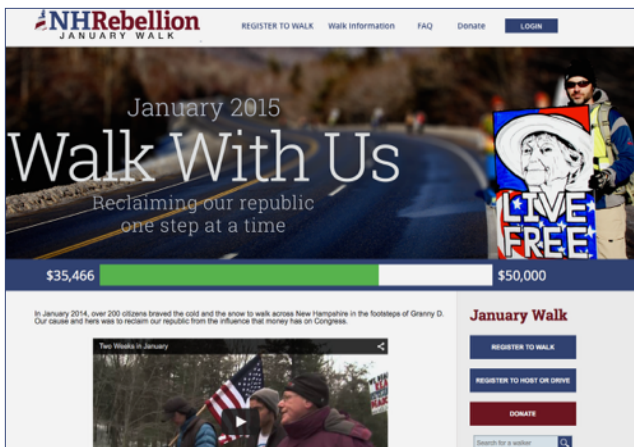 NHRebellion
JANUARY WALK
REGISTER TO WALK Walk Information FAQ Donate LOGIN
January 2015
Walk With Us
Reclaiming our republic
one step at a time
LIVE
FREE
$35,466 $50,000
In January 2014, over 200 citizens braved the cold and the snow to walk across New Hampshire in the footsteps of Granny D.
Our cause and hers was to reclaim our republic from the influence that money has on Congress.
January Walk
Two Weeks in January
REGISTER TO WALK
REGISTER TO HOST OR DRIVE
DONATE
Search for a walker